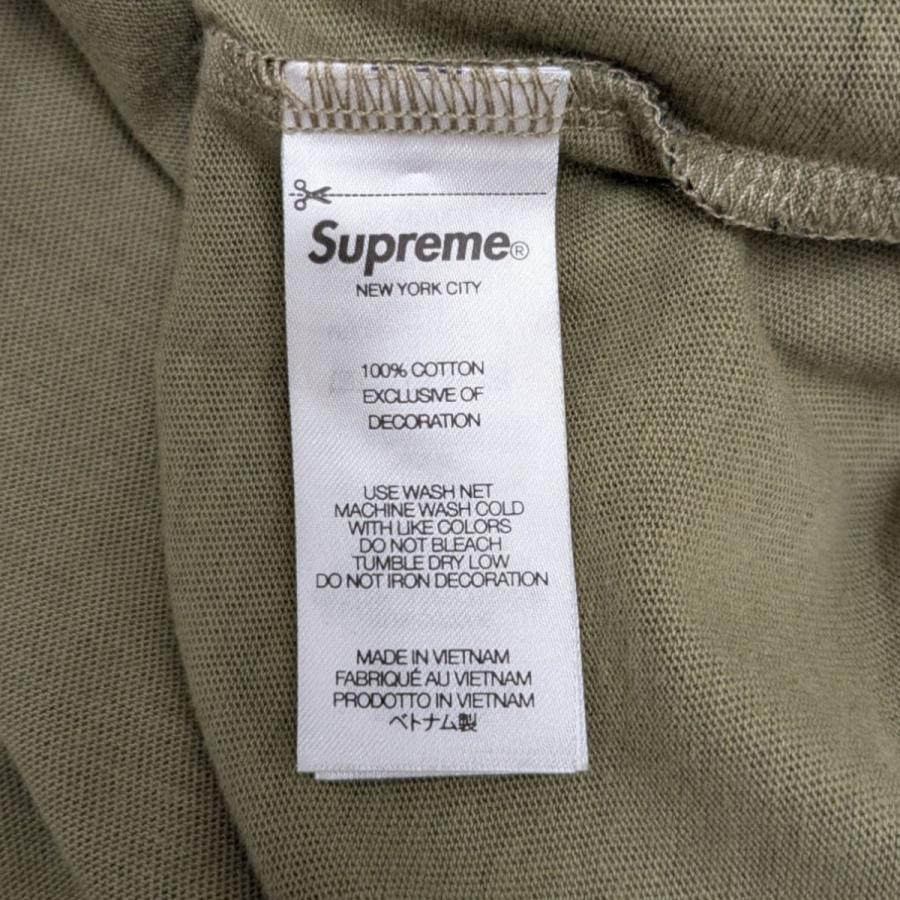 Supreme®
NEW YORK CITY
100% COTTON
EXCLUSIVE OF
DECORATION
USE WASH NET
MACHINE WASH COLD
WITH LIKE COLORS
DO NOT BLEACH
TUMBLE DRY LOW
DO NOT IRON DECORATION
MADE IN VIETNAM
FABRIQUÉ AU VIETNAM
PRODOTTO IN VIETNAM
ベトナム製